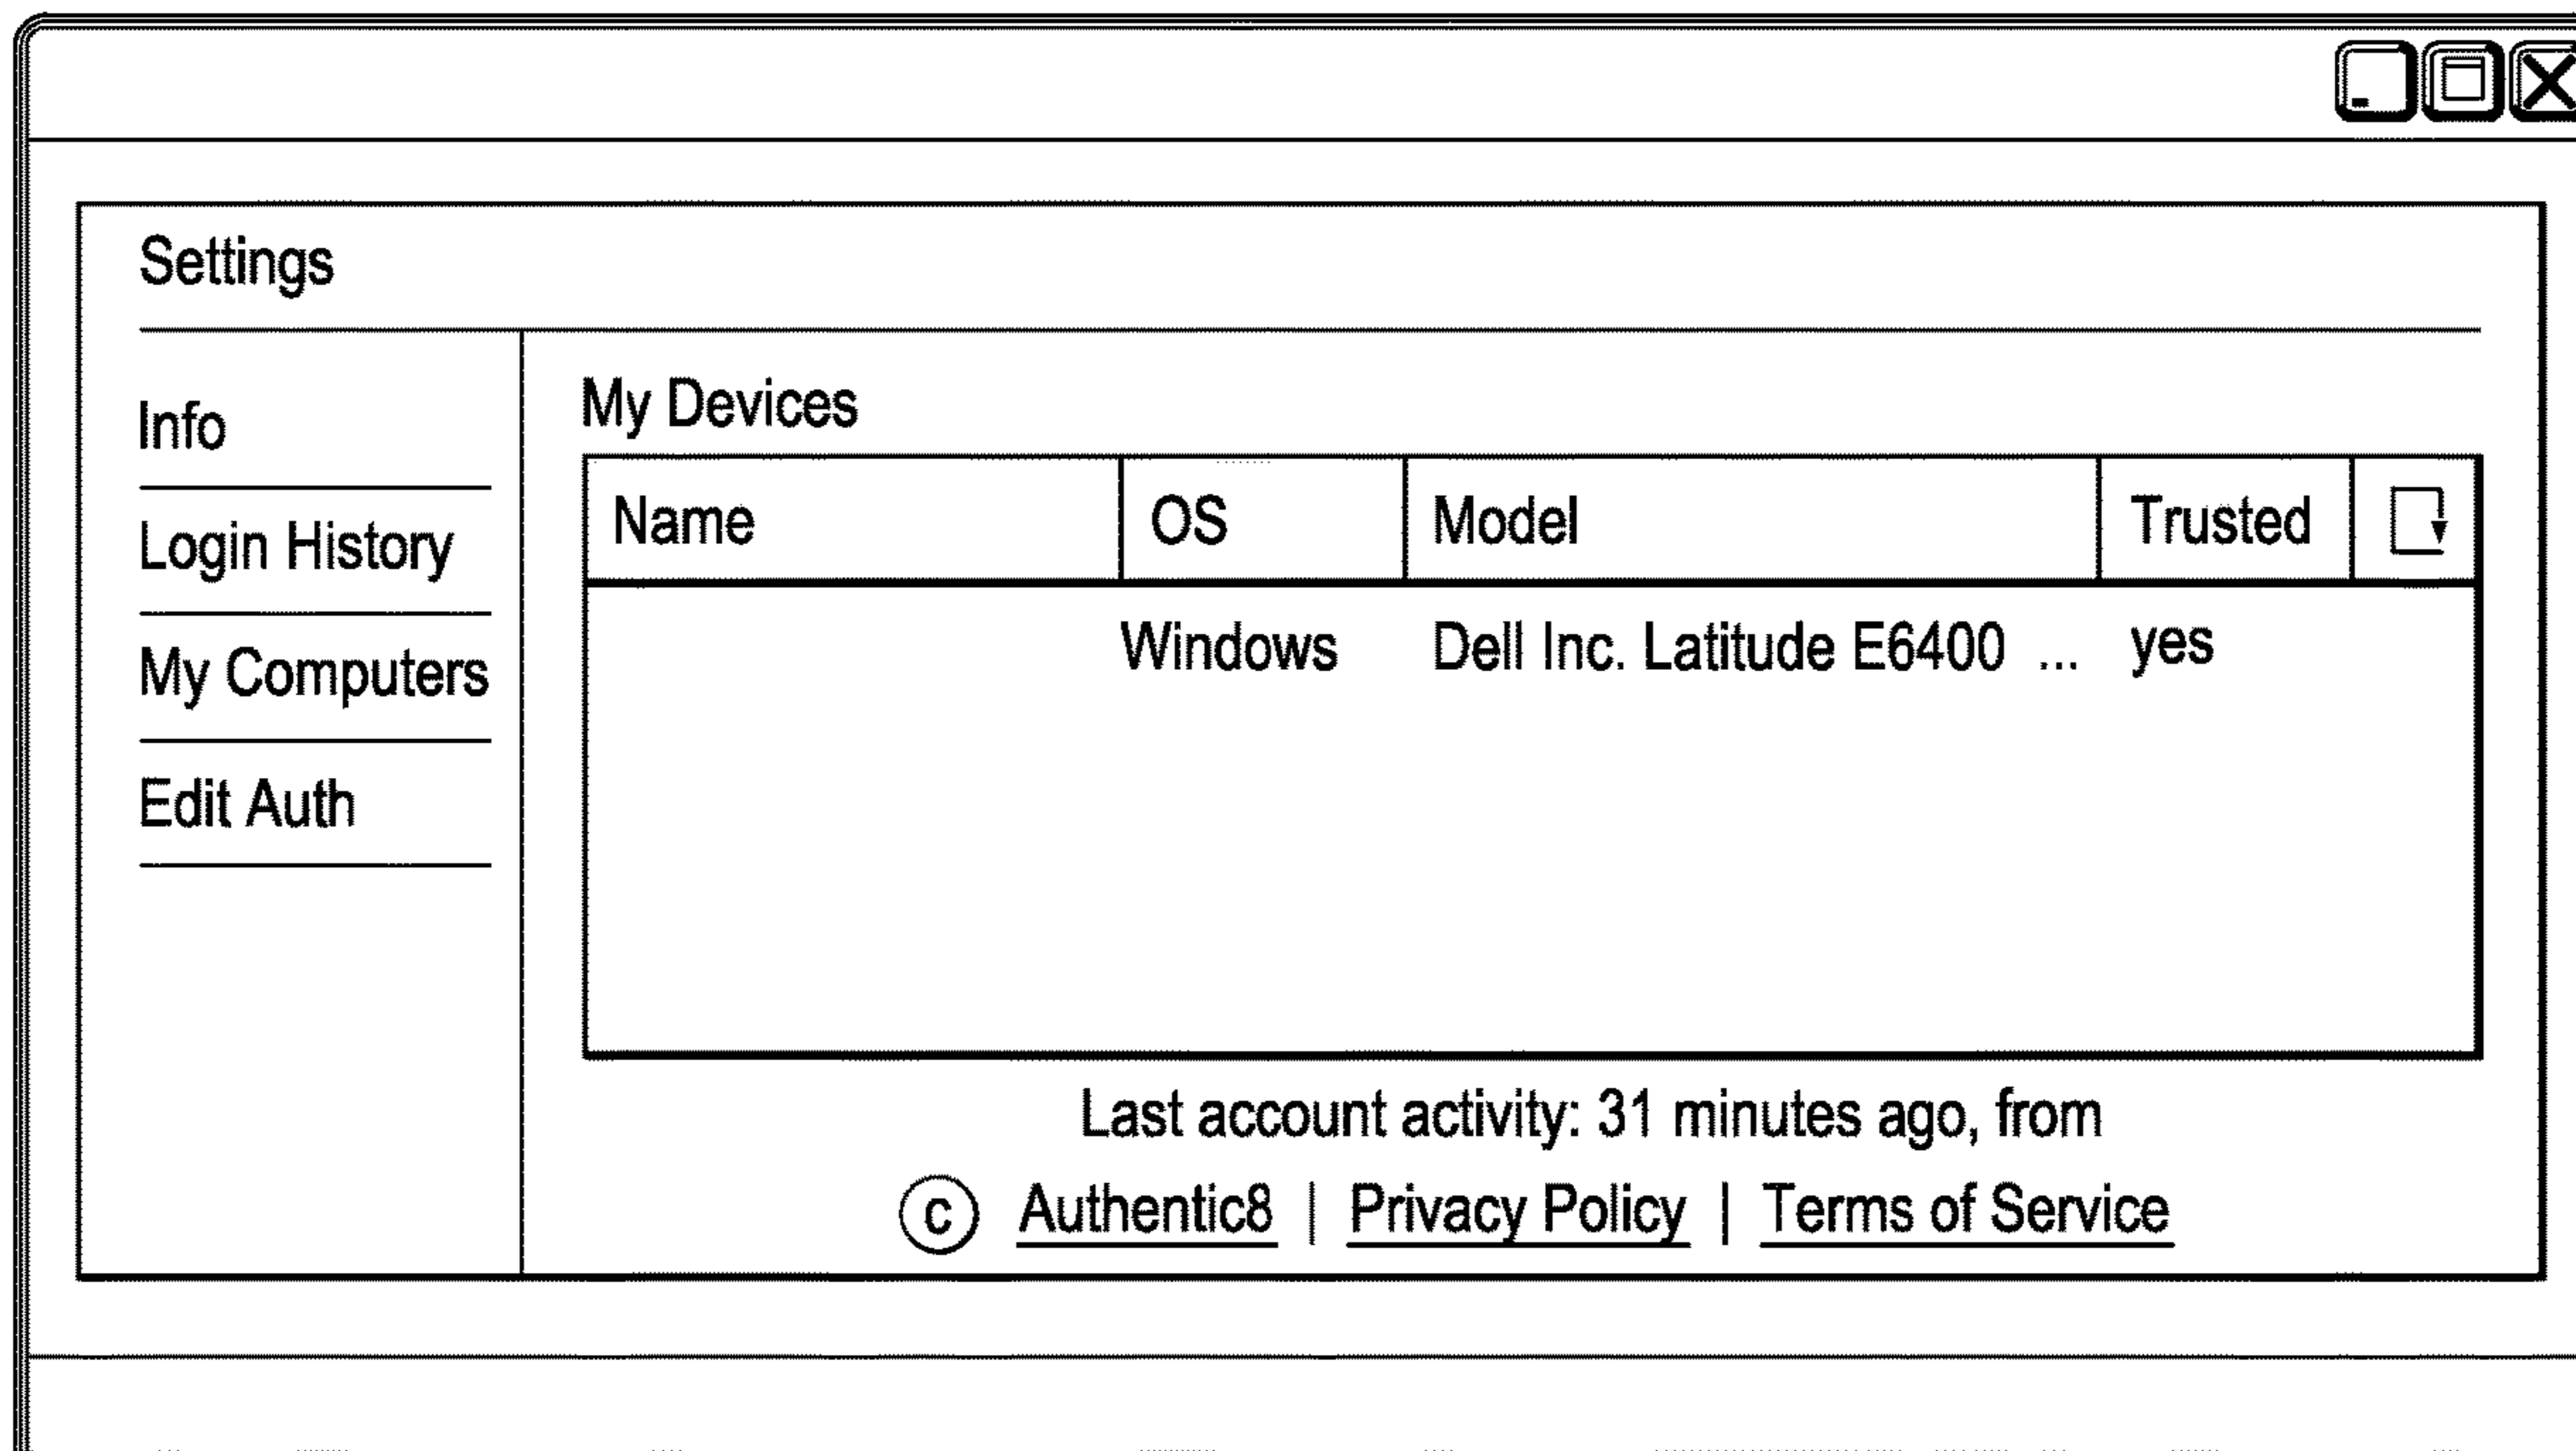 Settings
Info
Login History
My Computers
Edit Auth
My Devices
Name OS Model Trusted
Windows Dell Inc. Latitude E6400 ... yes
Last account activity: 31 minutes ago, from
© Authentic8 | Privacy Policy | Terms of Service